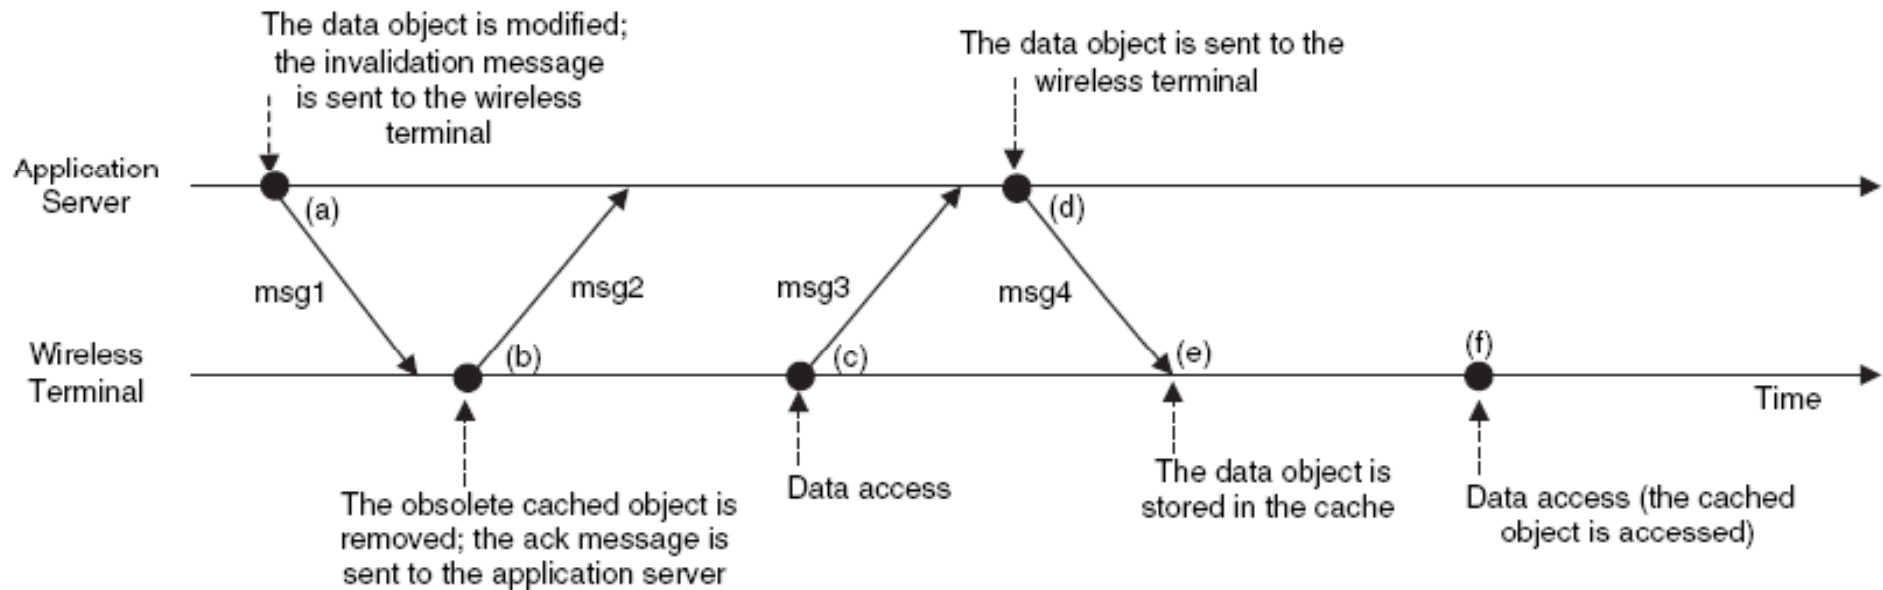 The data object is modified;
the invalidation message
is sent to the wireless
terminal
The data object is sent to the
wireless terminal
Application
Server
(a)
(d)
msg1
msg2
msg3
msg4
Wireless
Terminal
(b)
(c)
(e)
(f)
Time
The obsolete cached object is
removed; the ack message is
sent to the application server
Data access
The data object is
stored in the cache
Data access (the cached
object is accessed)